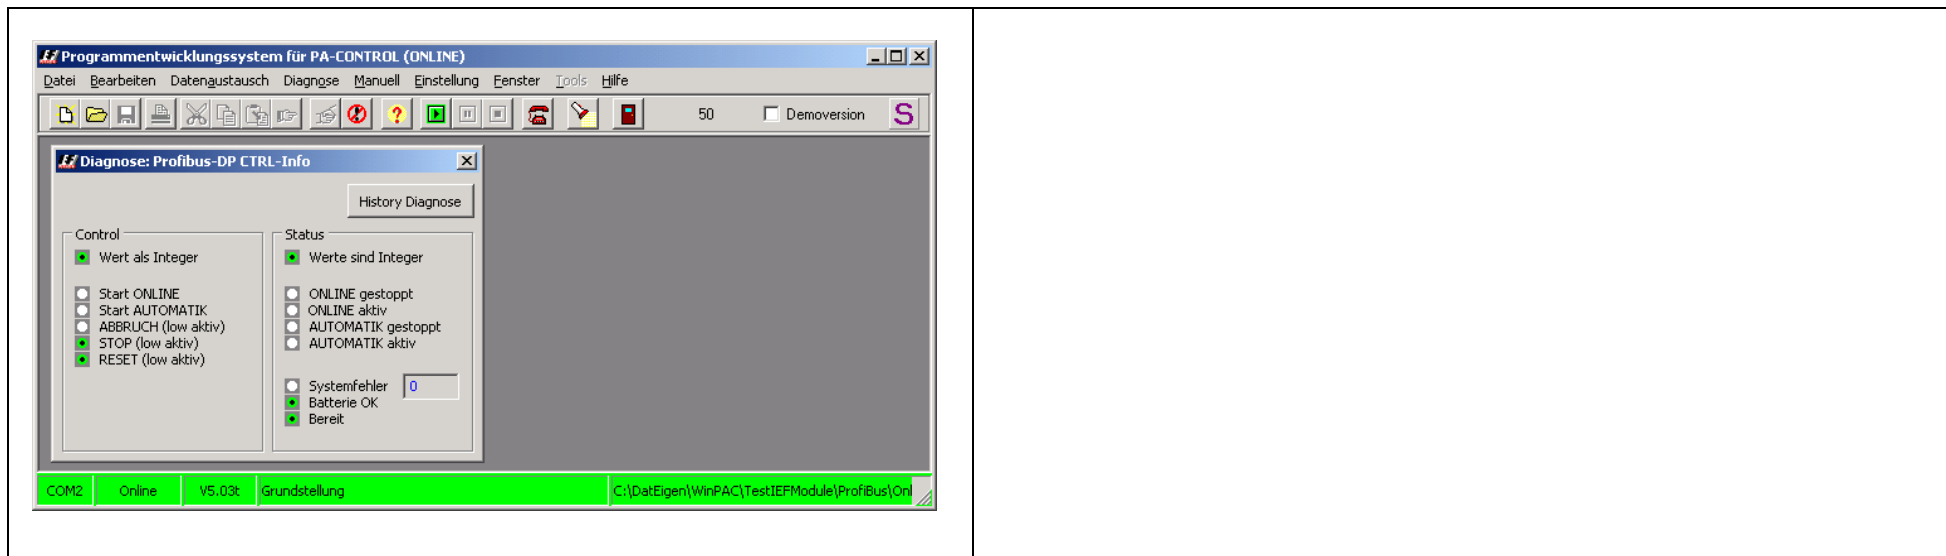 Programmentwicklungssystem für PA-CONTROL (ONLINE)
Datei Bearbeiten Datenaustausch Diagnose Manuell Einstellung Fenster Tools Hilfe
50 Demoversion S
Diagnose: Profibus-DP CTRL-Info
History Diagnose
Control
Wert als Integer
Start ONLINE
Start AUTOMATIK
ABBRUCH (low aktiv)
STOP (low aktiv)
RESET (low aktiv)
Status
Werte sind Integer
ONLINE gestoppt
ONLINE aktiv
AUTOMATIK gestoppt
AUTOMATIK aktiv
Systemfehler 0
Batterie OK
Bereit
COM2 Online V5.03t Grundstellung C:\DatEigen\WinPAC\TestIEFModule\ProfiBus\Onl